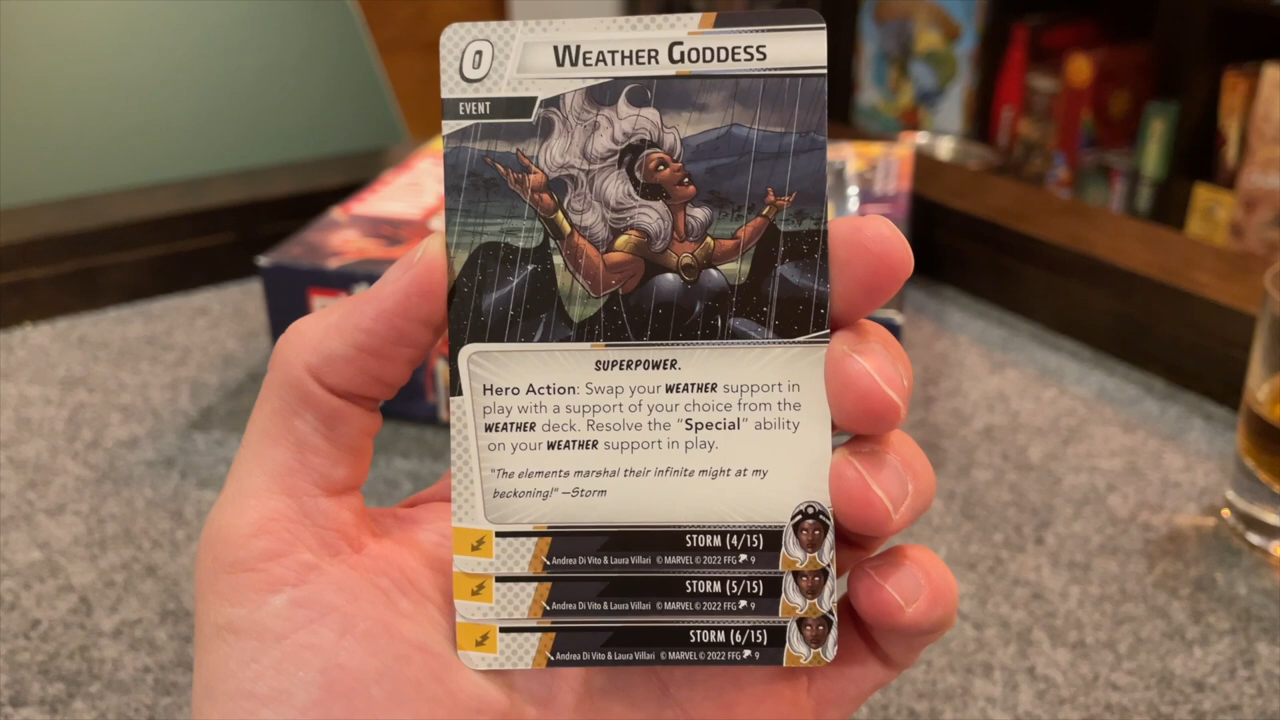 0
WEATHER GODDESS
EVENT
SUPERPOWER.
Hero Action: Swap your WEATHER support in
play with a support of your choice from the
WEATHER deck. Resolve the “Special” ability
on your WEATHER support in play.
"The elements marshal their infinite might at my
beckoning!" —Storm
STORM (4/15)
Andrea Di Vito & Laura Villari © MARVEL © 2022 FFG 9
STORM (5/15)
Andrea Di Vito & Laura Villari © MARVEL © 2022 FFG 9
STORM (6/15)
Andrea Di Vito & Laura Villari © MARVEL © 2022 FFG 9